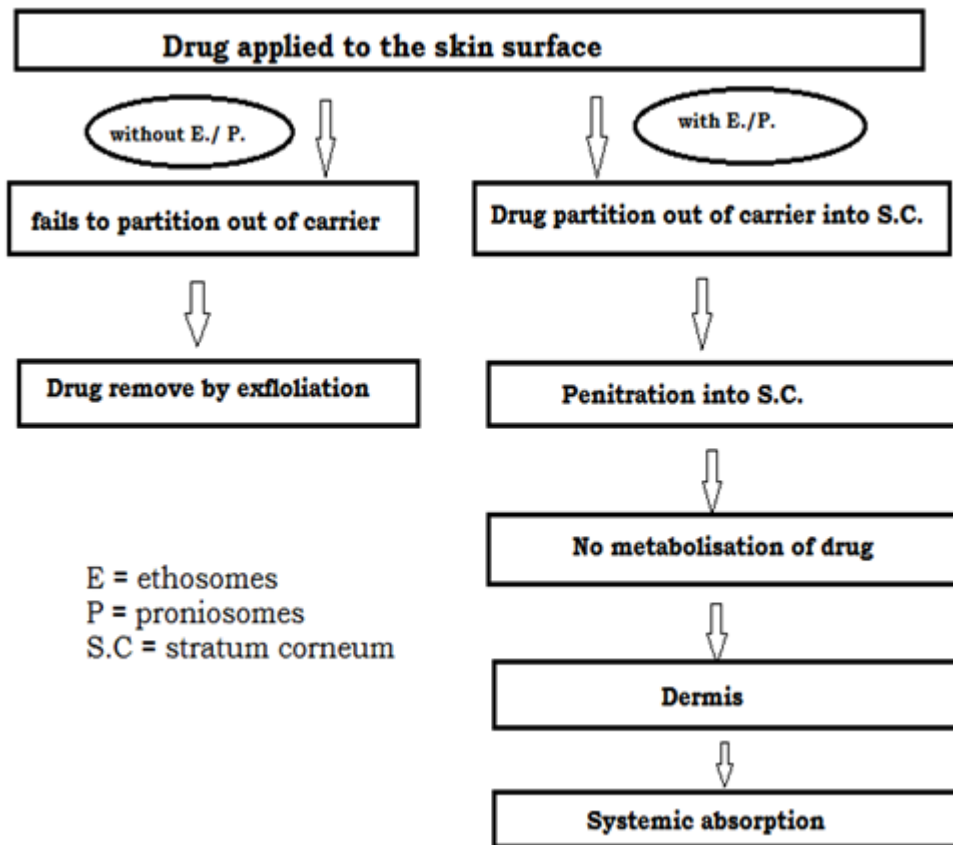 Drug applied to the skin surface
without E./ P.
with E./P.
fails to partition out of carrier
Drug partition out of carrier into S.C.
Drug remove by exfloliation
Penitration into S.C.
No metabolisation of drug
E = ethosomes
P = proniosomes
S.C = stratum corneum
Dermis
Systemic absorption